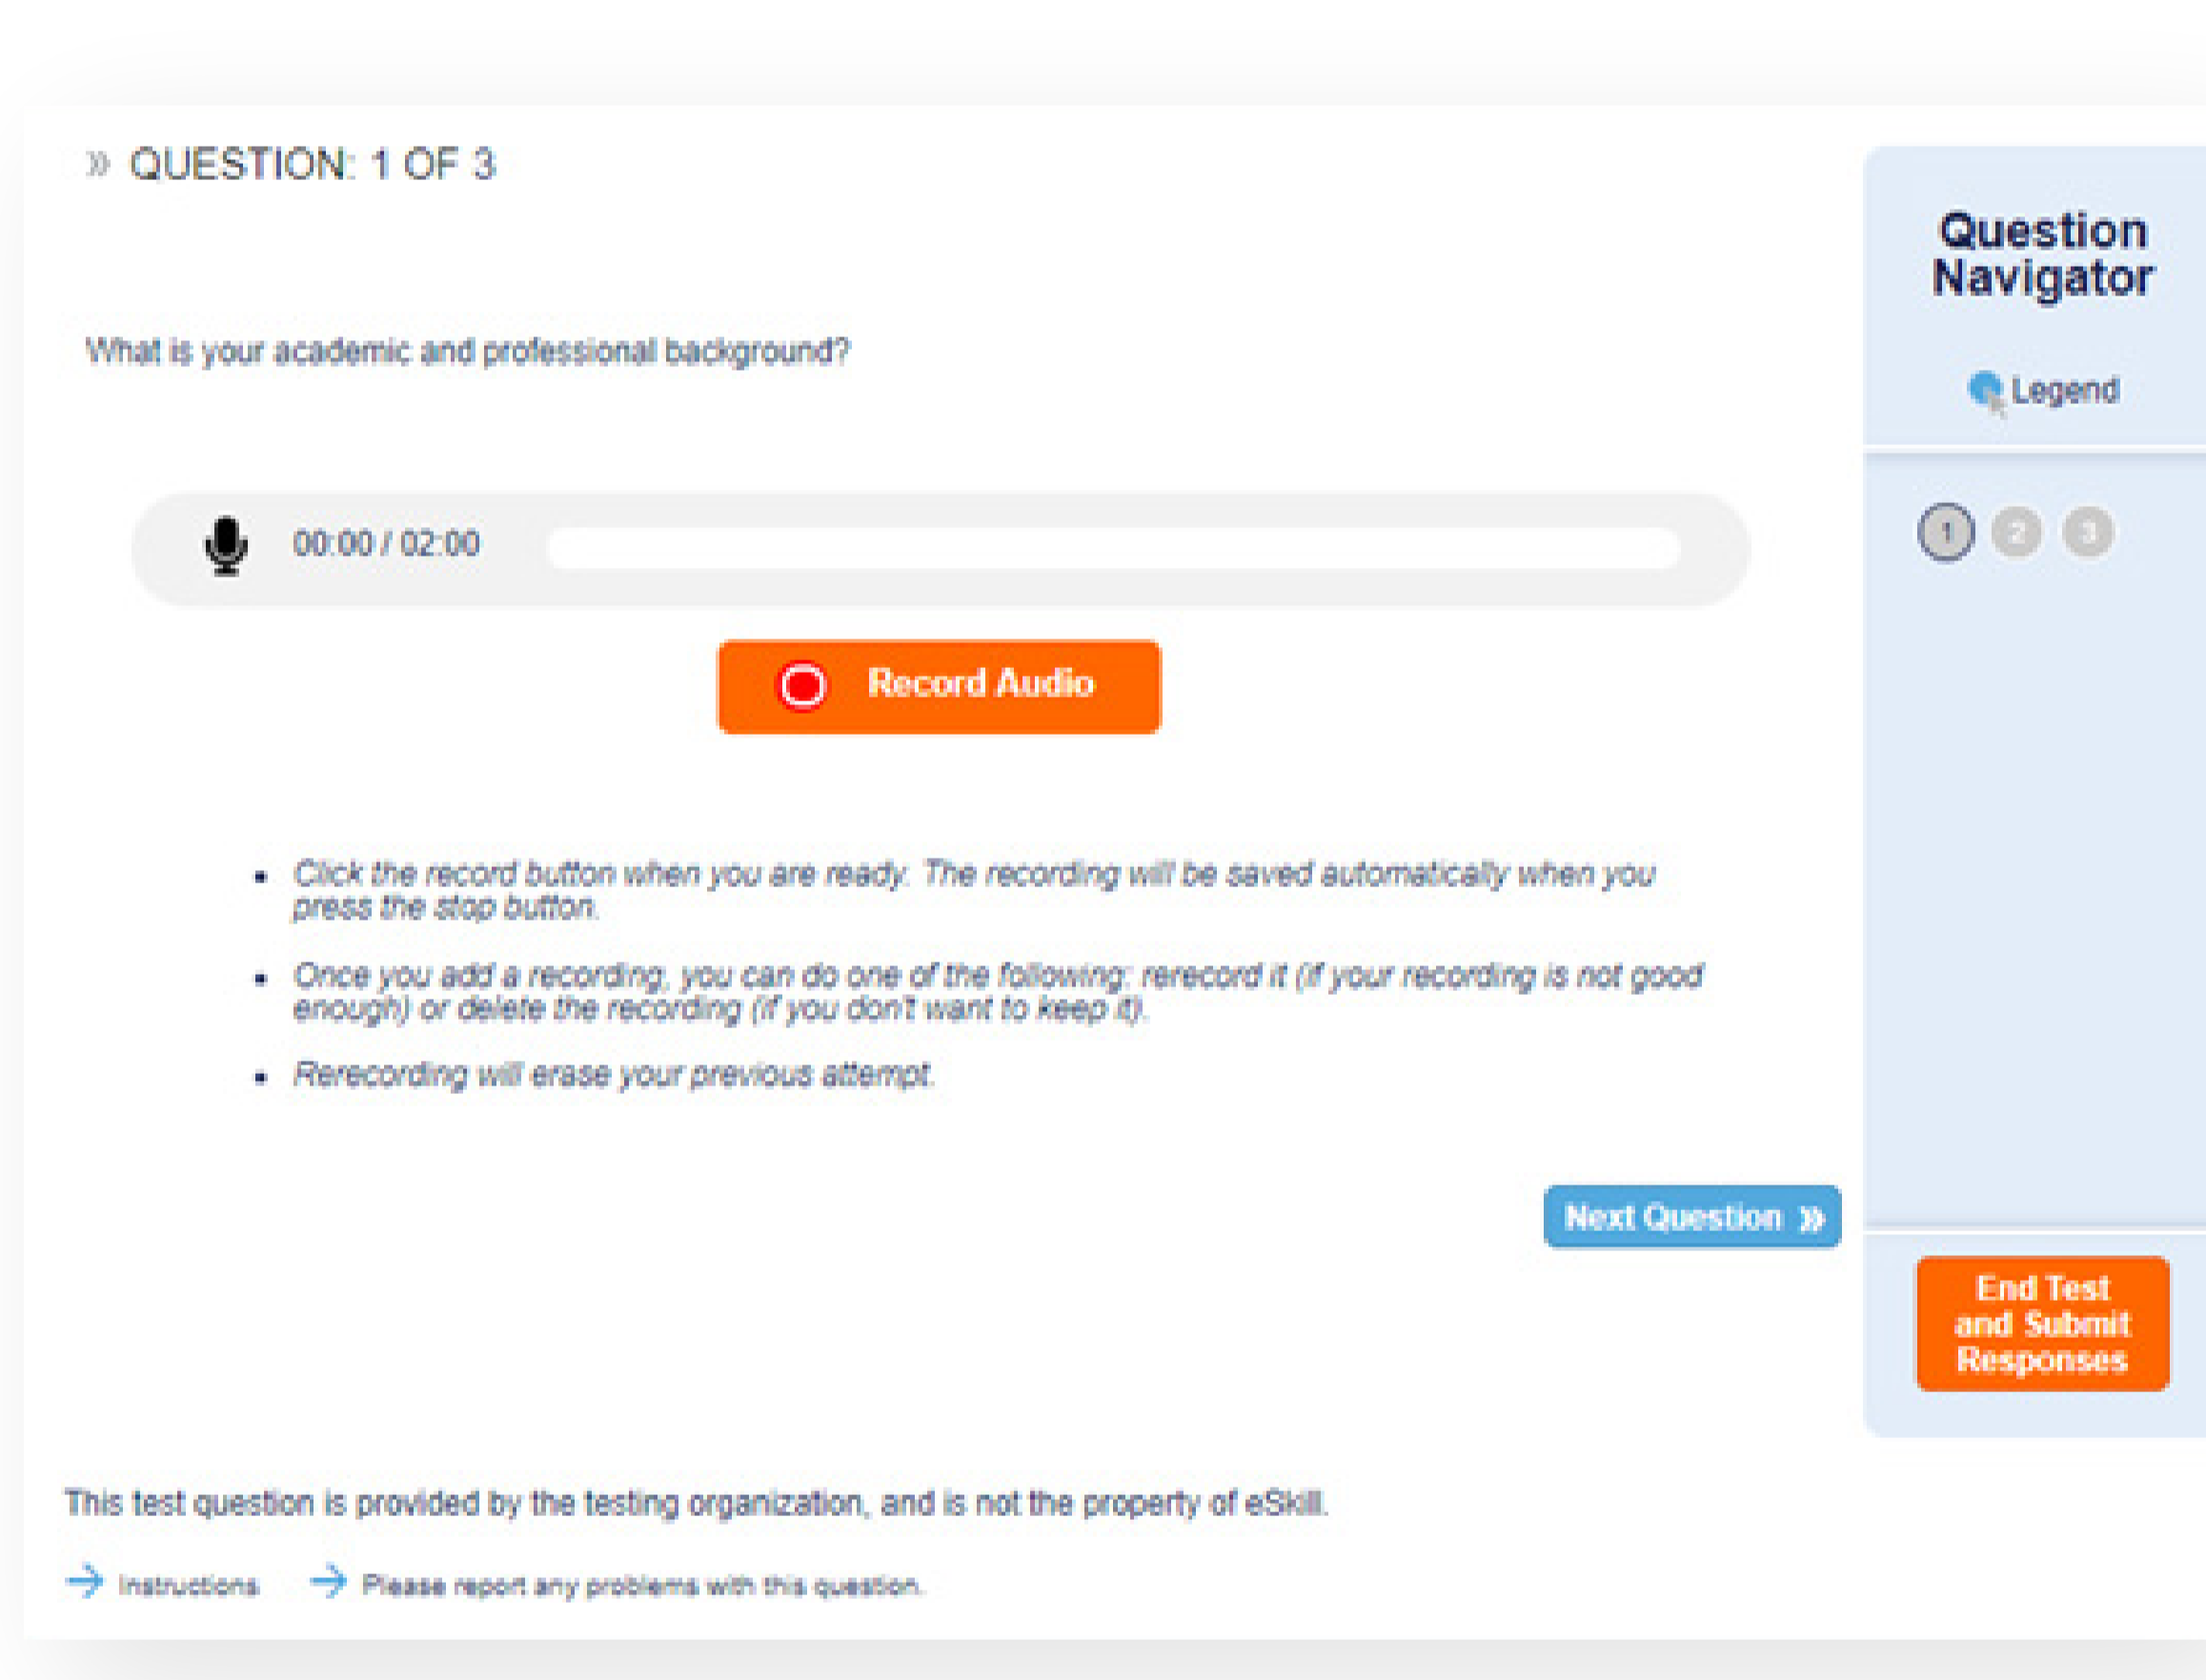 » QUESTION: 1 OF 3
What is your academic and professional background?
00:00 / 02:00
Record Audio
• Click the record button when you are ready. The recording will be saved automatically when you
press the stop button.
• Once you add a recording, you can do one of the following: rerecord it (if your recording is not good
enough) or delete the recording (if you don't want to keep it).
• Rerecording will erase your previous attempt.
Next Question »
Question
Navigator
Legend
1 2 3
End Test
and Submit
Responses
This test question is provided by the testing organization, and is not the property of eSkill.
Instructions
Please report any problems with this question.